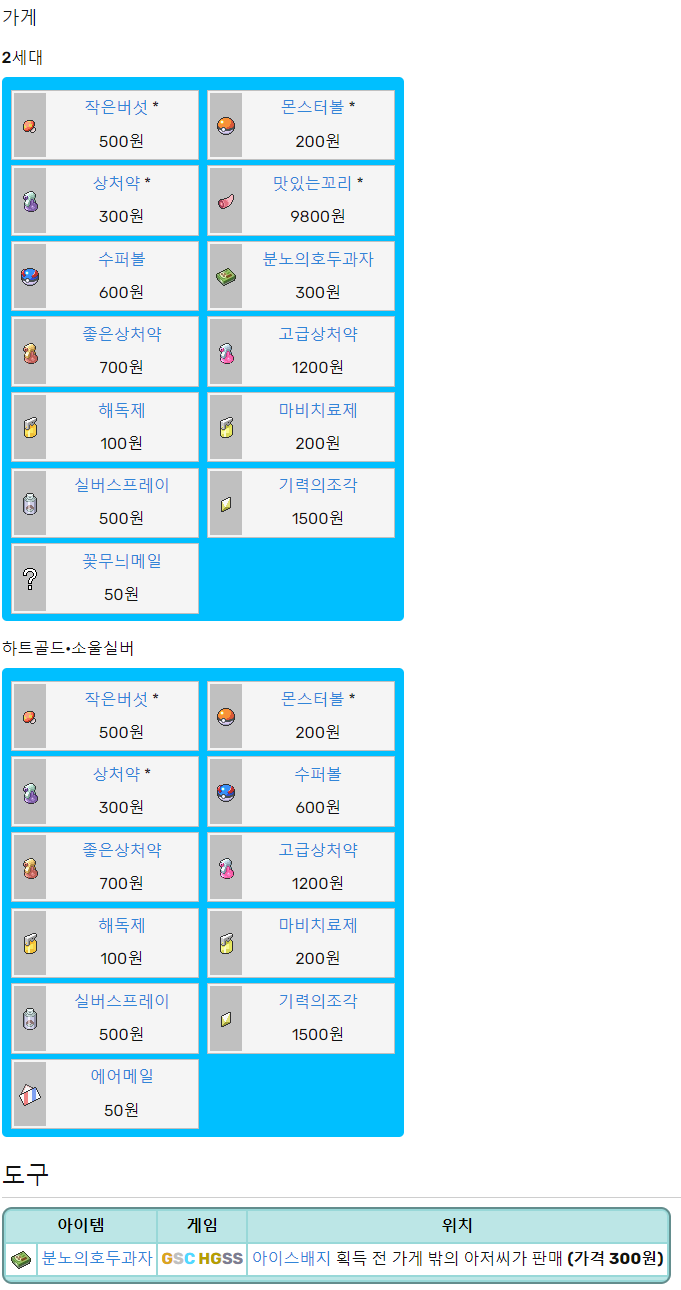 가게
2세대
작은버섯 * 몬스터볼 *
500원 200원
상처약 * 맛있는꼬리 *
300원 9800원
수퍼볼 분노의호두과자
600원 300원
좋은상처약 고급상처약
700원 1200원
해독제 마비치료제
100원 200원
실버스프레이 기력의조각
500원 1500원
꽃무늬메일
50원
하트골드•소울실버
작은버섯 * 몬스터볼 *
500원 200원
상처약 * 수퍼볼
300원 600원
좋은상처약 고급상처약
700원 1200원
해독제 마비치료제
100원 200원
실버스프레이 기력의조각
500원 1500원
에어메일
50원
도구
아이템 게임 위치
분노의호두과자 GSC HGSS 아이스배지 획득 전 가게 밖의 아저씨가 판매 (가격 300원)